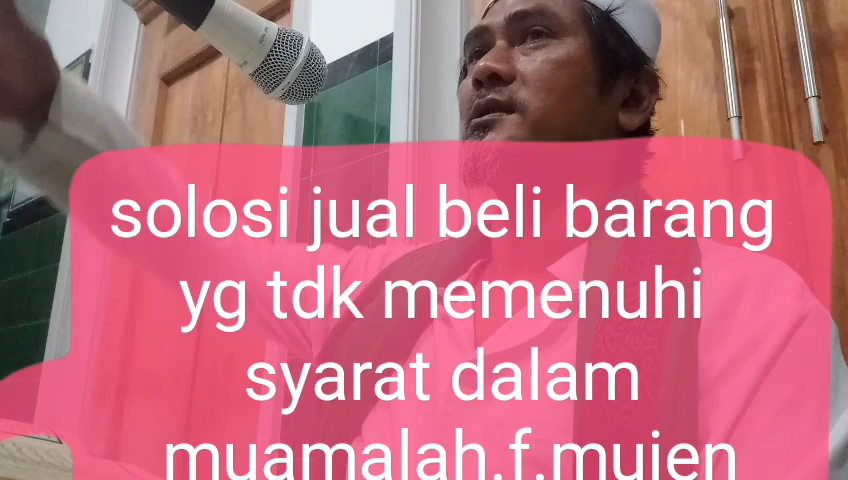 solosi jual beli barang
yg tdk memenuhi
syarat dalam
muamalah.f.mujen